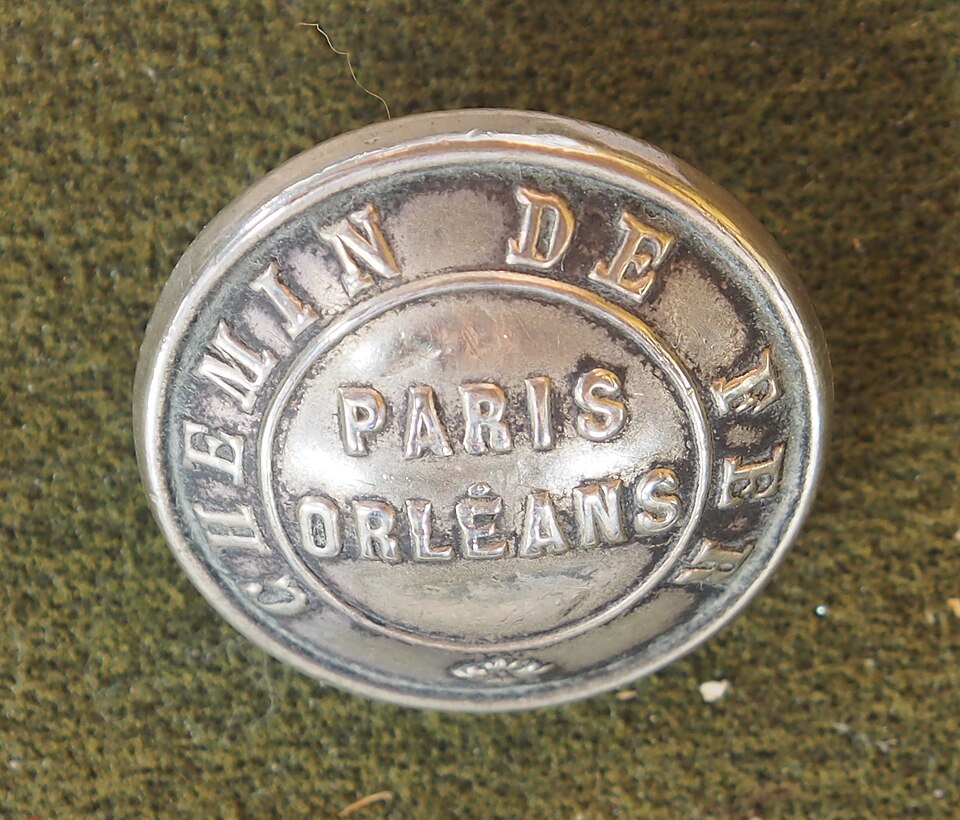 CHEMIN DE FER
PARIS
ORLÉANS